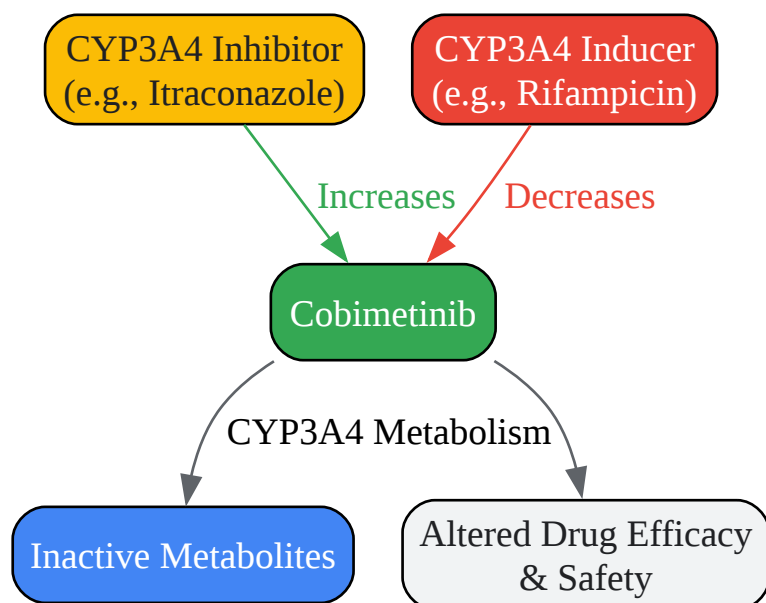 CYP3A4 Inhibitor
(e.g., Itraconazole)
CYP3A4 Inducer
(e.g., Rifampicin)
Increases
Decreases
Cobimetinib
CYP3A4 Metabolism
Inactive Metabolites
Altered Drug Efficacy
& Safety